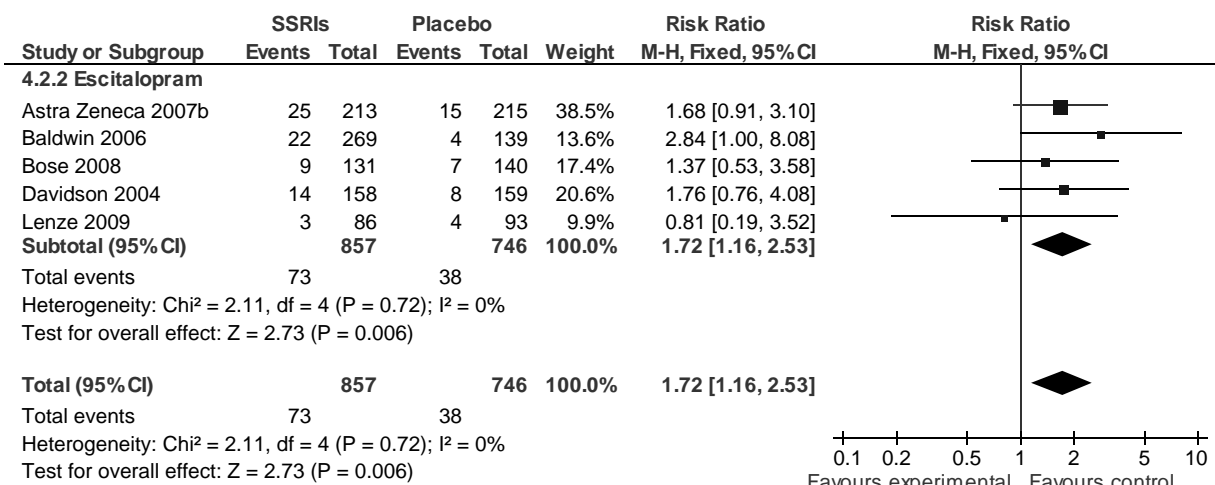 SSRIs Placebo Risk Ratio Risk Ratio
Study or Subgroup Events Total Events Total Weight M-H, Fixed, 95% CI M-H, Fixed, 95% CI
4.2.2 Escitalopram
Astra Zeneca 2007b 25 213 15 215 38.5% 1.68 [0.91, 3.10]
Baldwin 2006 22 269 4 139 13.6% 2.84 [1.00, 8.08]
Bose 2008 9 131 7 140 17.4% 1.37 [0.53, 3.58]
Davidson 2004 14 158 8 159 20.6% 1.76 [0.76, 4.08]
Lenze 2009 3 86 4 93 9.9% 0.81 [0.19, 3.52]
Subtotal (95% CI) 857 746 100.0% 1.72 [1.16, 2.53]
Total events 73 38
Heterogeneity: Chi² = 2.11, df = 4 (P = 0.72); I² = 0%
Test for overall effect: Z = 2.73 (P = 0.006)
Total (95% CI) 857 746 100.0% 1.72 [1.16, 2.53]
Total events 73 38
Heterogeneity: Chi² = 2.11, df = 4 (P = 0.72); I² = 0%
Test for overall effect: Z = 2.73 (P = 0.006)
0.1 0.2 0.5 1 2 5 10
Favours experimental Favours control